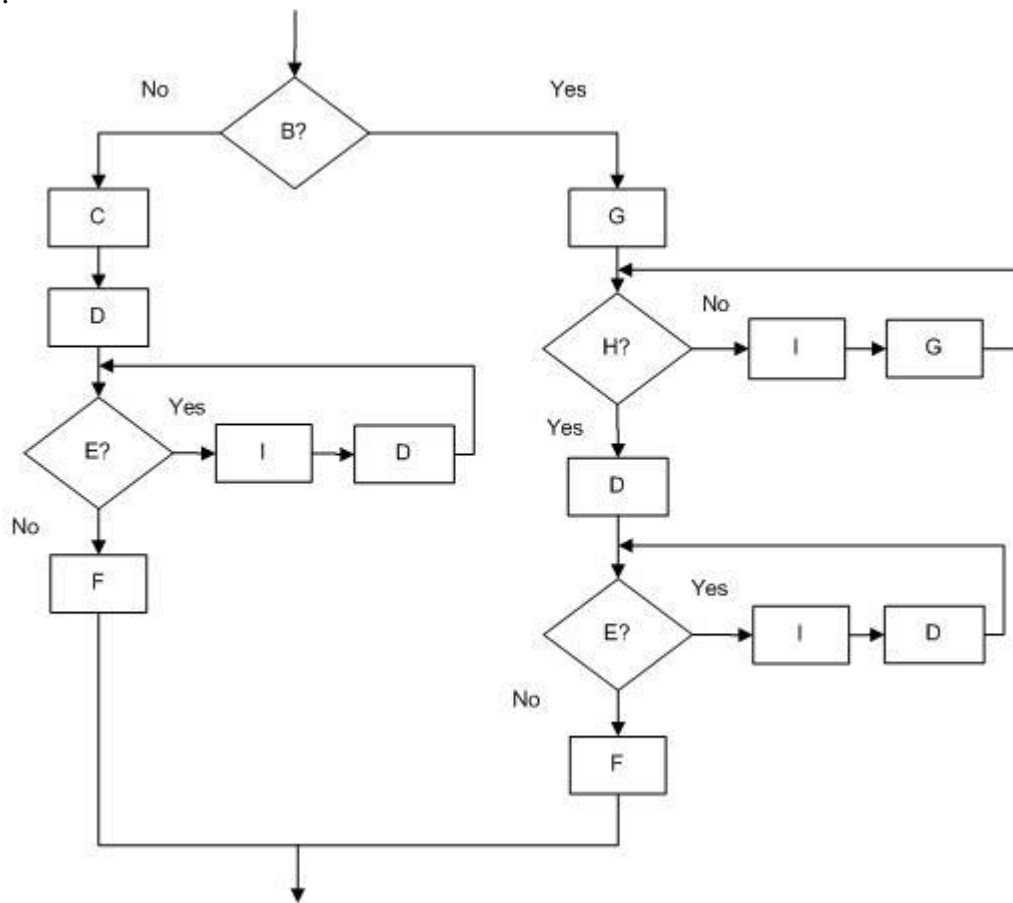 .
No
Yes
B?
C
G
D
No
H?
I
G
Yes
Yes
E?
I
D
D
No
F
Yes
E?
I
D
No
F